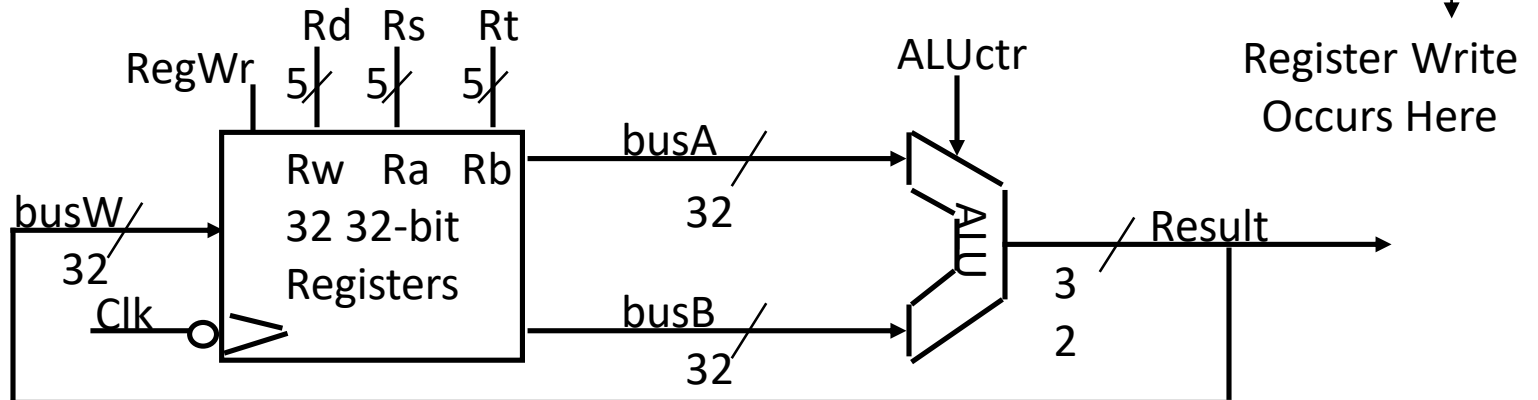 Rd Rs Rt
RegWr
5 5 5
ALUctr
Register Write
Occurs Here
busA
32
Rw Ra Rb
32 32-bit
Registers
busW
32
Clk
ALU
Result
3
2
busB
32